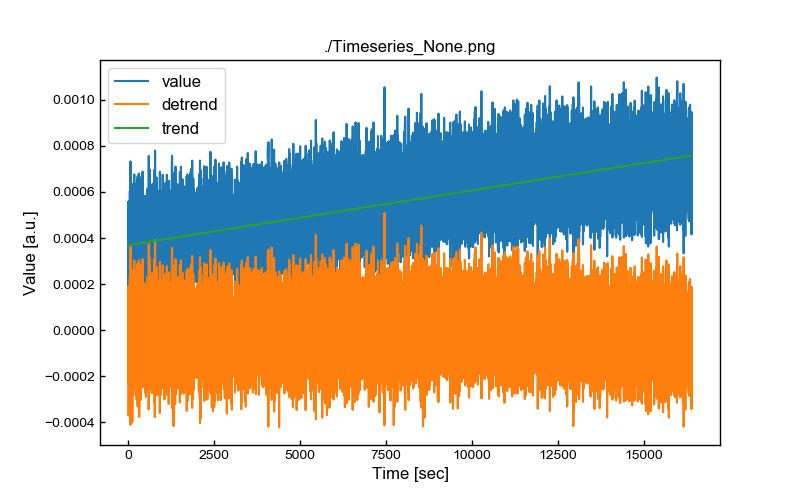 ./Timeseries_None.png
value
detrend
trend
0.0010
0.0008
0.0006
0.0004
0.0002
0.0000
−0.0002
−0.0004
Value [a.u.]
0
2500
5000
7500
10000
12500
15000
Time [sec]